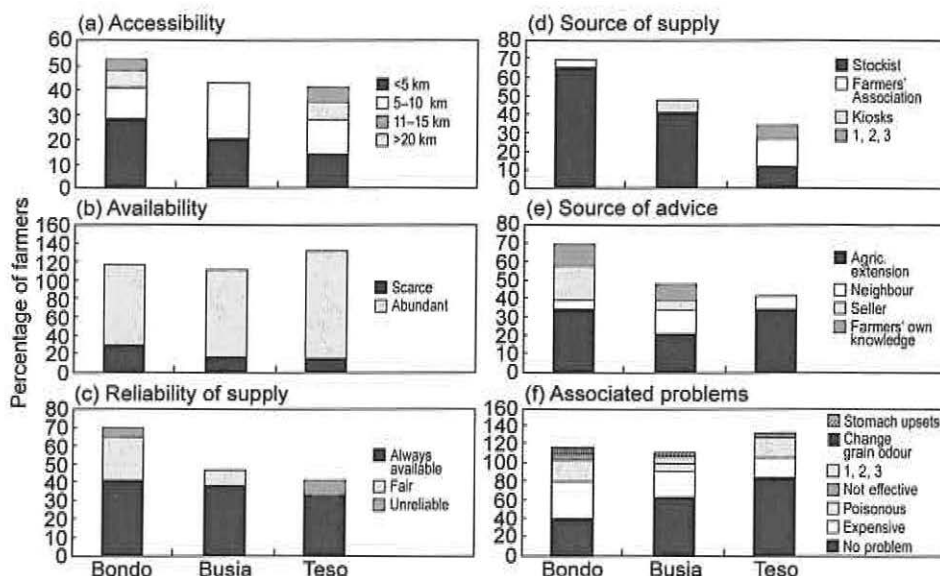 (a) Accessibility
60
50
40
30
20
10
0
<5 km
5–10 km
11–15 km
>20 km
(b) Availability
160
140
120
100
80
60
40
20
0
Scarce
Abundant
(c) Reliability of supply
80
70
60
50
40
30
20
10
0
Always
available
Fair
Unreliable
Bondo Busia Teso
Percentage of farmers
(d) Source of supply
80
70
60
50
40
30
20
10
0
Stockist
Farmers'
Association
Kiosks
1, 2, 3
(e) Source of advice
80
70
60
50
40
30
20
10
0
Agric.
extension
Neighbour
Seller
Farmers' own
knowledge
(f) Associated problems
160
140
120
100
80
60
40
20
0
Stomach upsets
Change
grain odour
1, 2, 3
Not effective
Poisonous
Expensive
No problem
Bondo Busia Teso